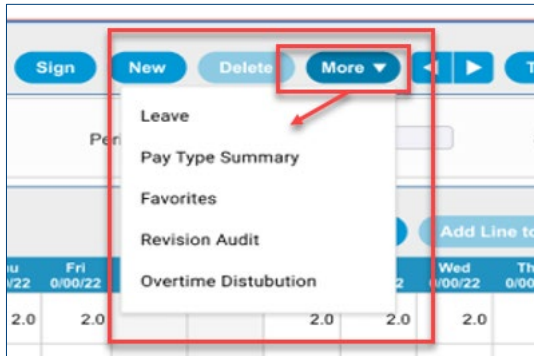 Sign New Delete More ▼
Leave
Pay Type Summary
Favorites
Revision Audit
Add Line to
Fri Wed
0/00/22 0/00/22
Overtime Distubution
2.0 2.0 2.0 2.0 2.0